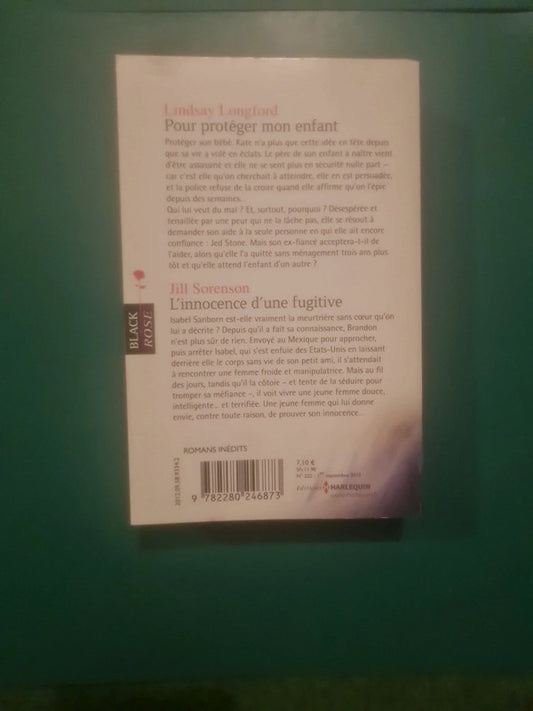 Lindsay Longford
Pour protéger mon enfant
Protéger son bébé. Kate n'a plus que cette idée en tête depuis
que sa vie a volé en éclats. Le père de son enfant à naître vient
d'être assassiné et elle ne se sent plus en sécurité nulle part –
car c'est elle qu'on cherchait à atteindre, elle en est persuadée,
et la police refuse de la croire quand elle affirme qu'on l'épie
depuis des semaines...
Qui lui veut du mal ? Et, surtout, pourquoi ? Désespérée et
tenaillée par une peur qui ne la lâche pas, elle se résout à
demander son aide à la seule personne en qui elle ait encore
confiance : Jed Stone. Mais son ex-fiancé acceptera-t-il de
l'aider, alors qu'elle l'a quitté sans ménagement trois ans plus
tôt et qu'elle attend l'enfant d'un autre ?
Jill Sorenson
L'innocence d'une fugitive
Isabel Sanborn est-elle vraiment la meurtrière sans cœur qu'on
lui a décrite ? Depuis qu'il a fait sa connaissance, Brandon
n'est plus sûr de rien. Envoyé au Mexique pour approcher,
puis arrêter Isabel, qui s'est enfuie des Etats-Unis en laissant
derrière elle le corps sans vie de son petit ami, il s'attendait
à rencontrer une femme froide et manipulatrice. Mais au fil
des jours, tandis qu'il la côtoie – et tente de la séduire pour
tromper sa méfiance –, il voit vivre une jeune femme douce,
intelligente... et terrifiée. Une jeune femme qui lui donne
envie, contre toute raison, de prouver son innocence...
BLACK
ROSE
ROMANS INÉDITS
7,10 €
1er septembre 2012
9 782280 246873
Editions HARLEQUIN